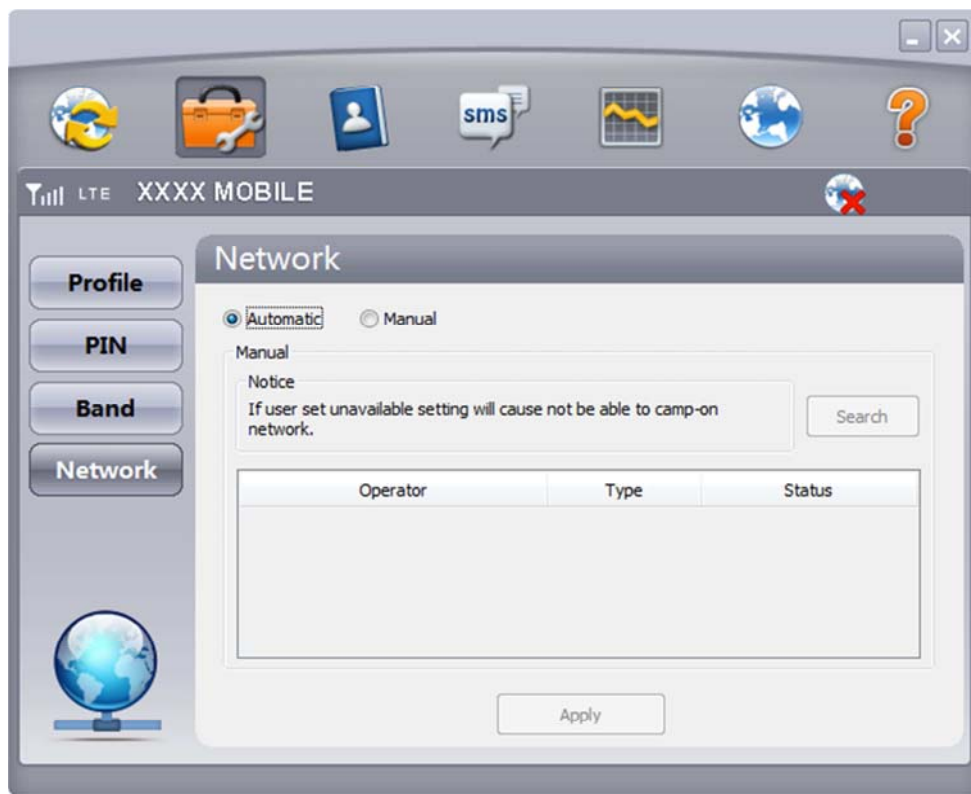 sms
LTE XXXX MOBILE
Network
Profile
PIN
Band
Network
Automatic Manual
Manual
Notice
If user set unavailable setting will cause not be able to camp-on
network.
Search
Operator Type Status
Apply